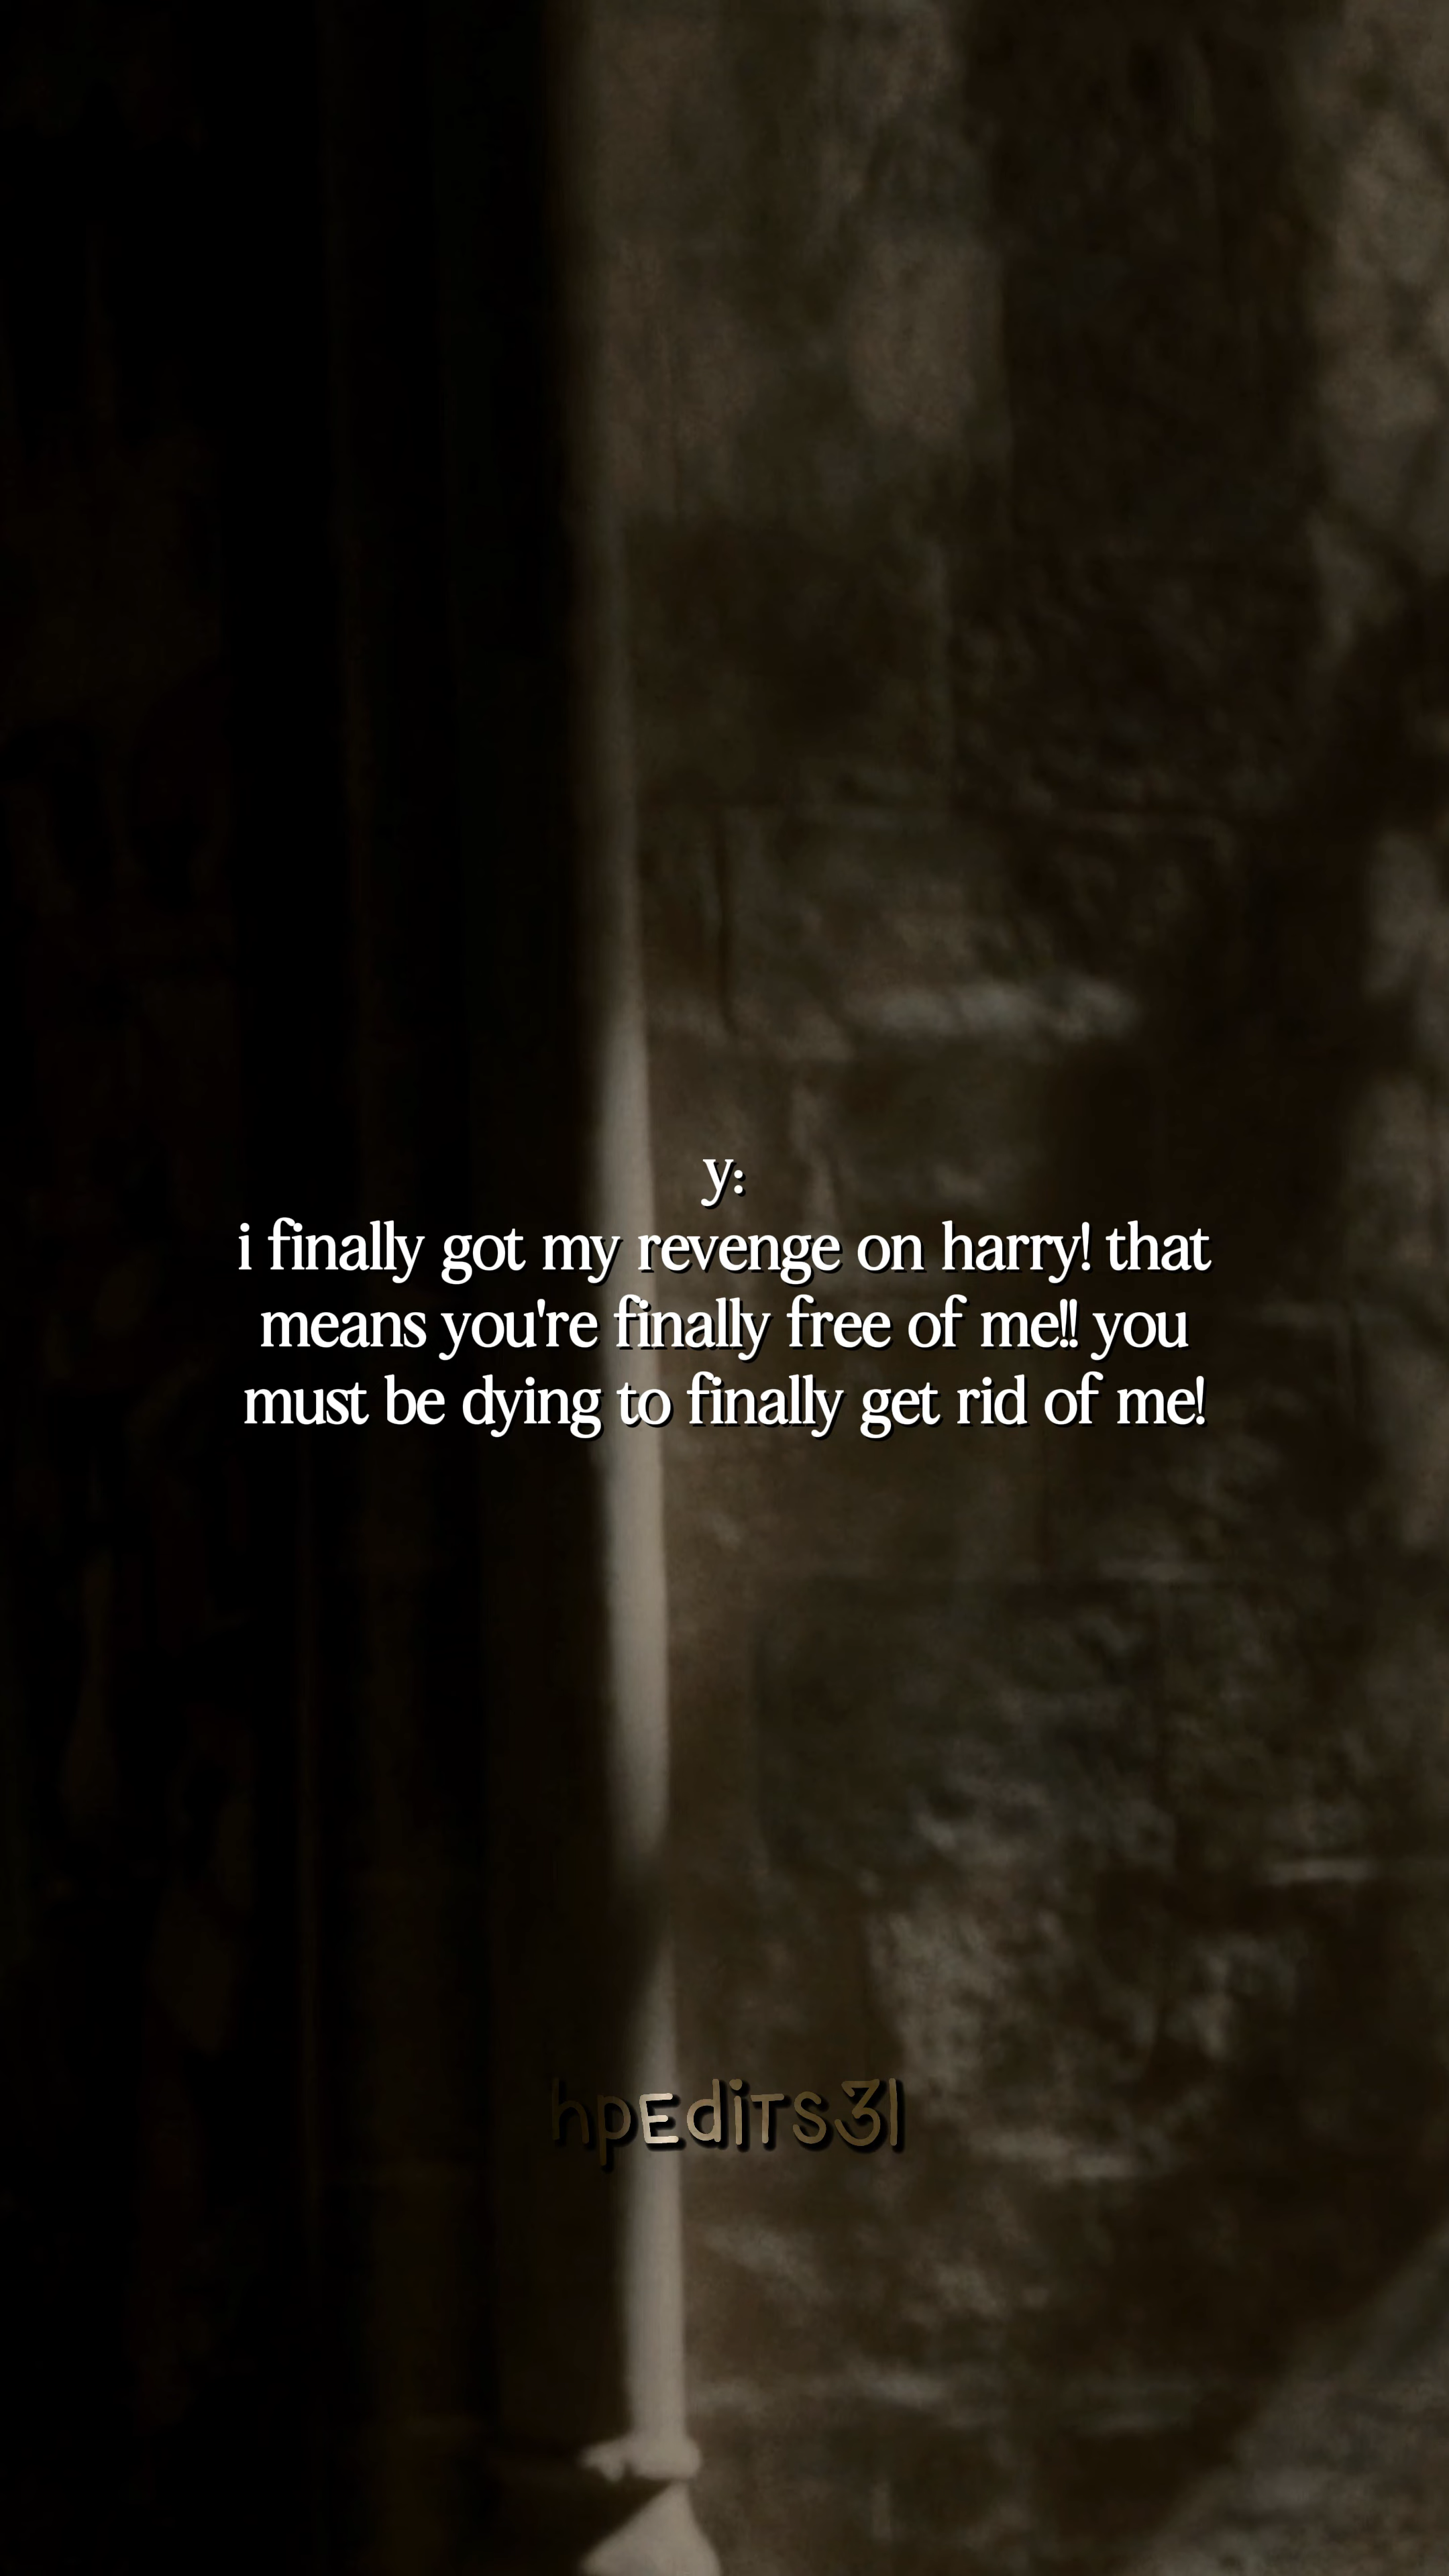 y:
i finally got my revenge on harry! that
means you're finally free of me!! you
must be dying to finally get rid of me!
hpEdiTs31